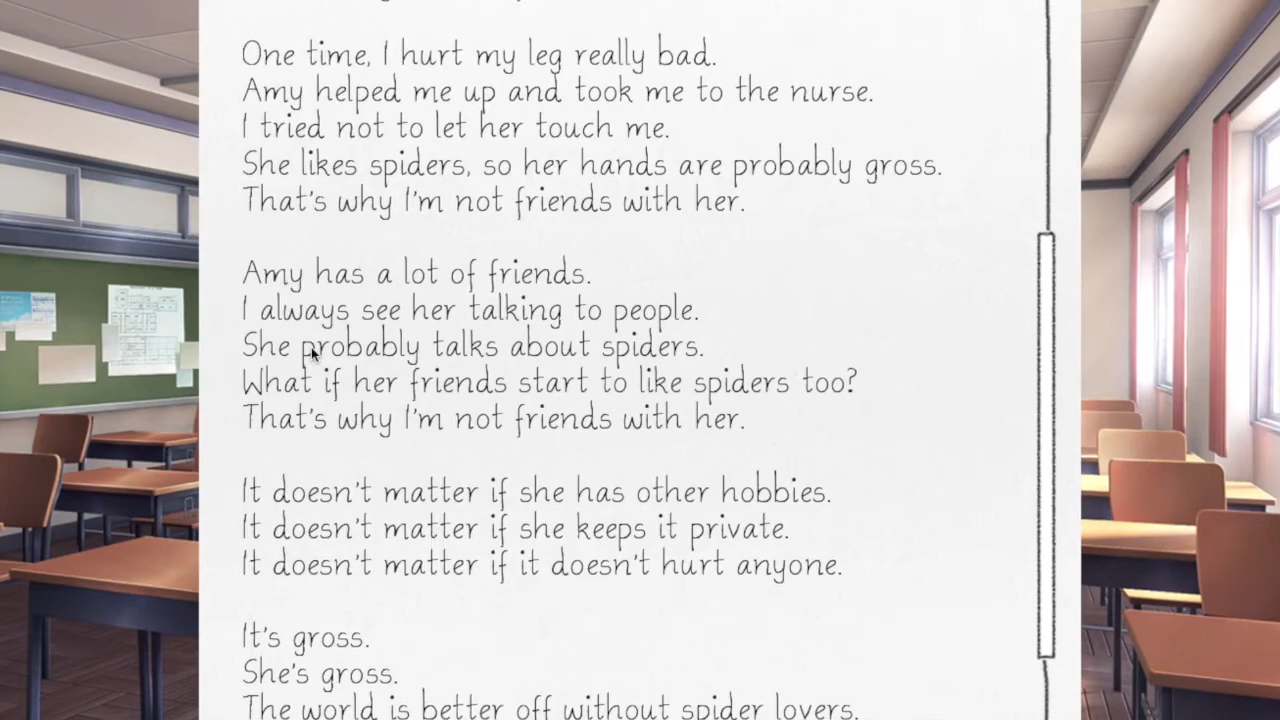 One time, I hurt my leg really bad.
Amy helped me up and took me to the nurse.
I tried not to let her touch me.
She likes spiders, so her hands are probably gross.
That's why I'm not friends with her.
Amy has a lot of friends.
I always see her talking to people.
She probably talks about spiders.
What if her friends start to like spiders too?
That's why I'm not friends with her.
It doesn't matter if she has other hobbies.
It doesn't matter if she keeps it private.
It doesn't matter if it doesn't hurt anyone.
It's gross.
She's gross.
The world is better off without spider lovers.